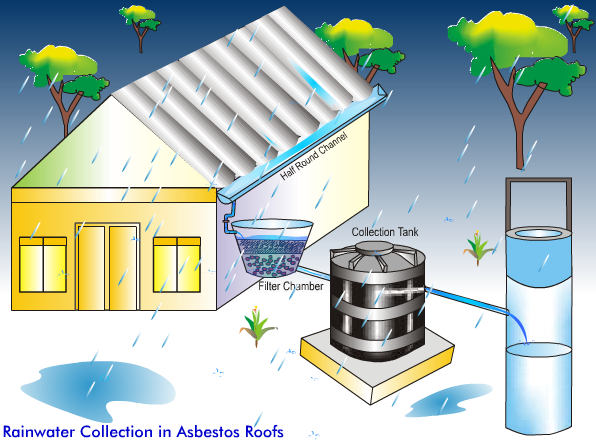 Half Round Channel
Collection Tank
Filter Chamber
Rainwater Collection in Asbestos Roofs